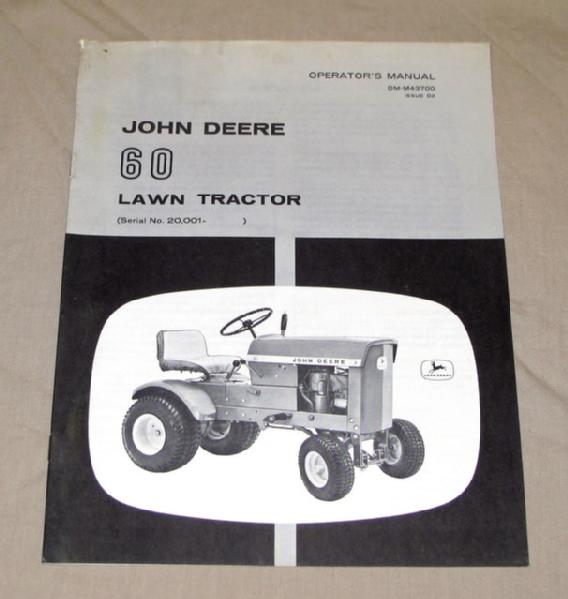 OPERATOR'S MANUAL
OM-M43700
JOHN DEERE
60
LAWN TRACTOR
(Serial No. 20,001-          )
JOHN DEERE